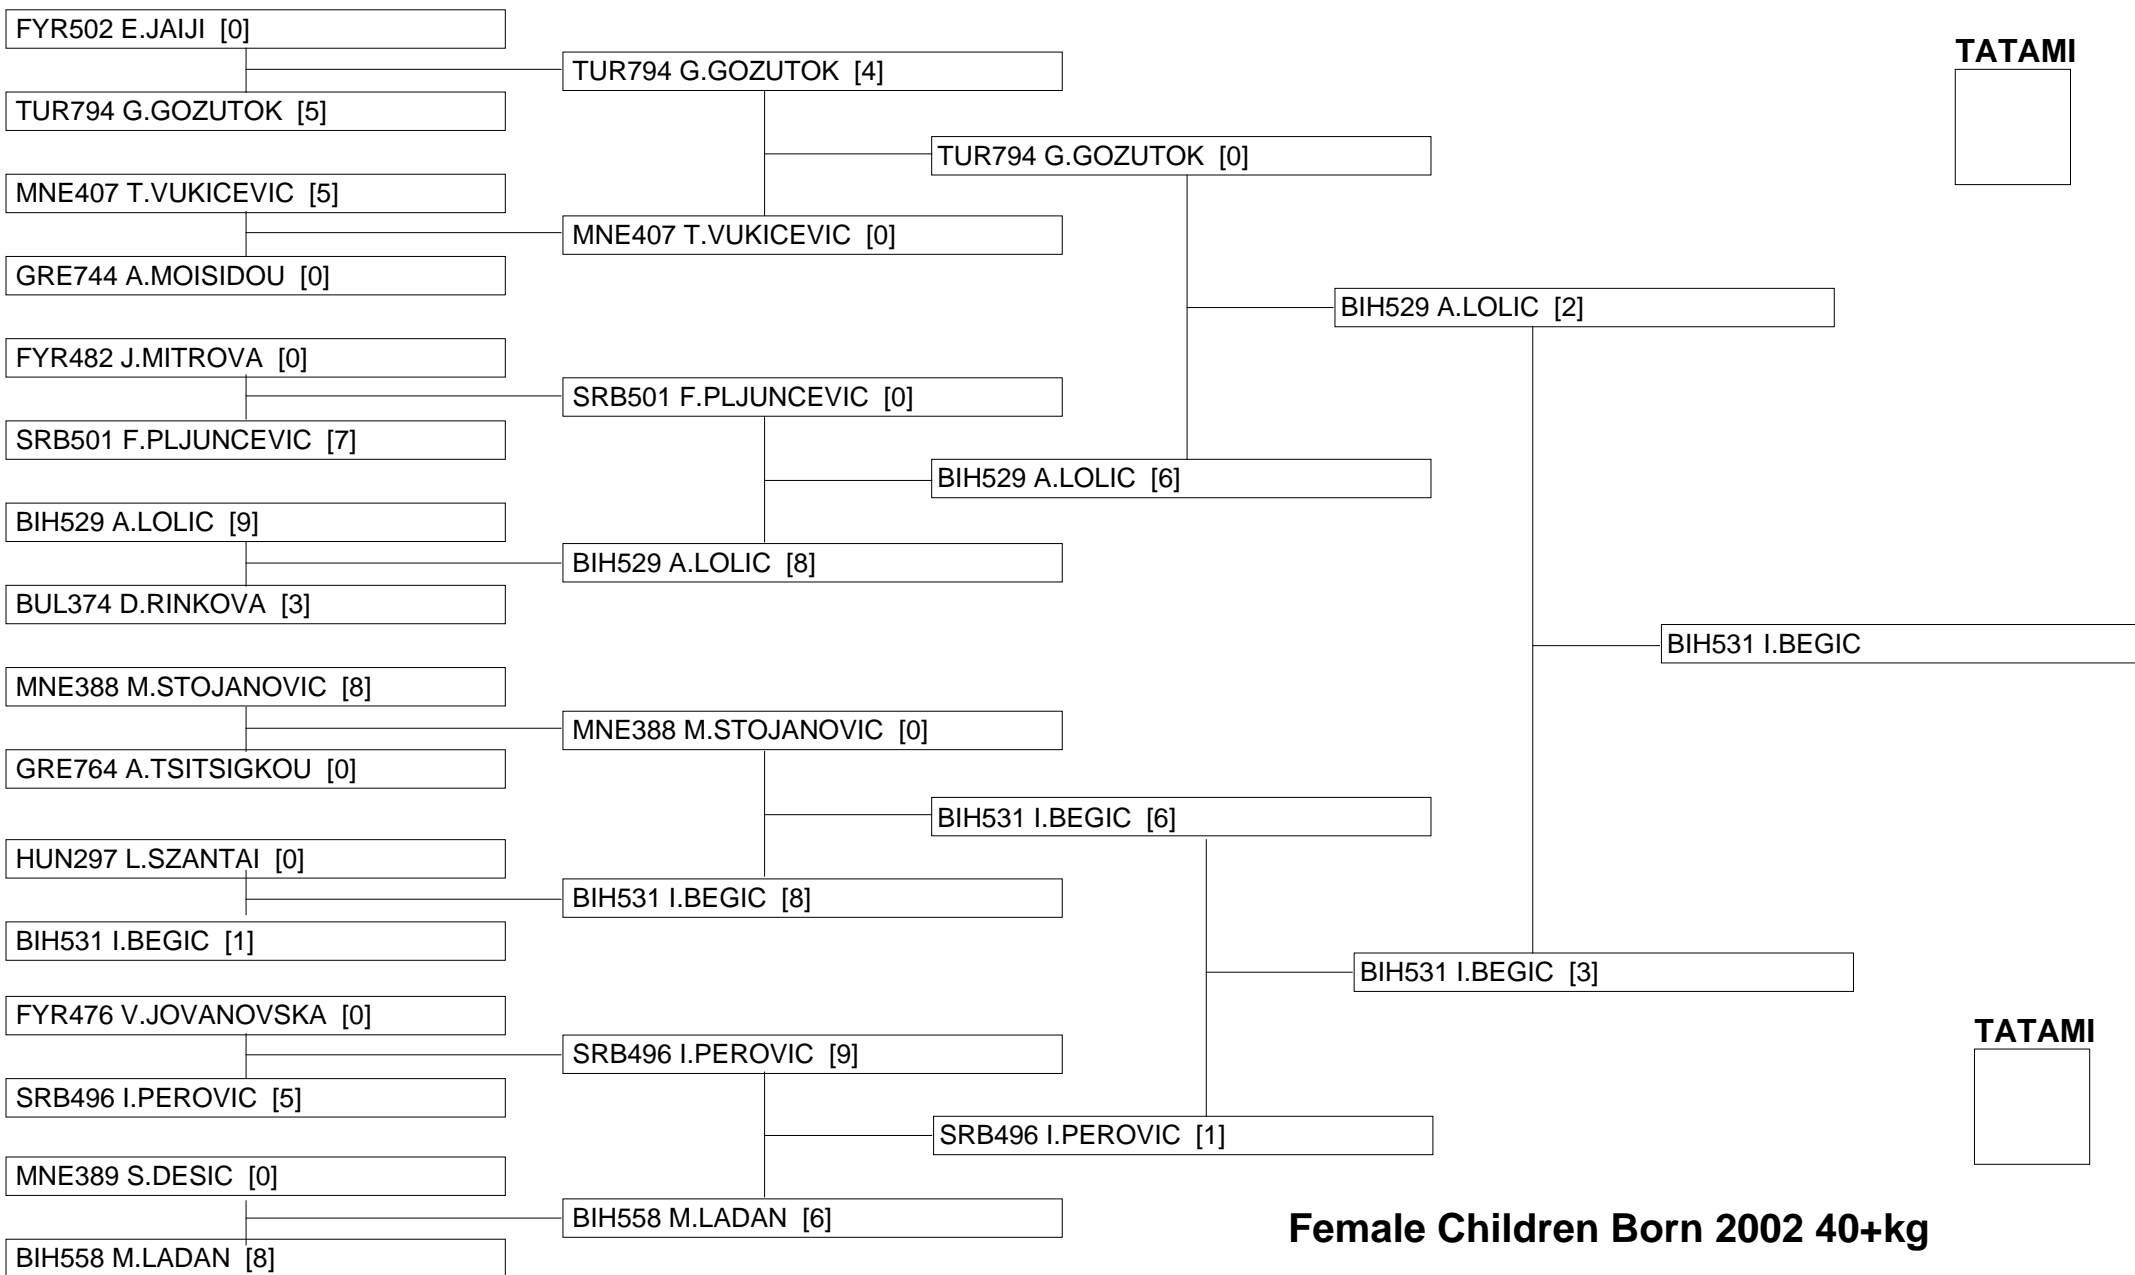 FYR502 E.JAIJI [0]
TUR794 G.GOZUTOK [5]
MNE407 T.VUKICEVIC [5]
GRE744 A.MOISIDOU [0]
FYR482 J.MITROVA [0]
SRB501 F.PLJUNCEVIC [7]
BIH529 A.LOLIC [9]
BUL374 D.RINKOVA [3]
MNE388 M.STOJANOVIC [8]
GRE764 A.TSITSIGKOU [0]
HUN297 L.SZANTAI [0]
BIH531 I.BEGIC [1]
FYR476 V.JOVANOVSKA [0]
SRB496 I.PEROVIC [5]
MNE389 S.DESIC [0]
BIH558 M.LADAN [8]
TUR794 G.GOZUTOK [4]
MNE407 T.VUKICEVIC [0]
SRB501 F.PLJUNCEVIC [0]
BIH529 A.LOLIC [8]
MNE388 M.STOJANOVIC [0]
BIH531 I.BEGIC [8]
SRB496 I.PEROVIC [9]
BIH558 M.LADAN [6]
TUR794 G.GOZUTOK [0]
BIH529 A.LOLIC [6]
BIH531 I.BEGIC [6]
SRB496 I.PEROVIC [1]
BIH529 A.LOLIC [2]
BIH531 I.BEGIC [3]
BIH531 I.BEGIC
TATAMI
TATAMI
Female Children Born 2002 40+kg